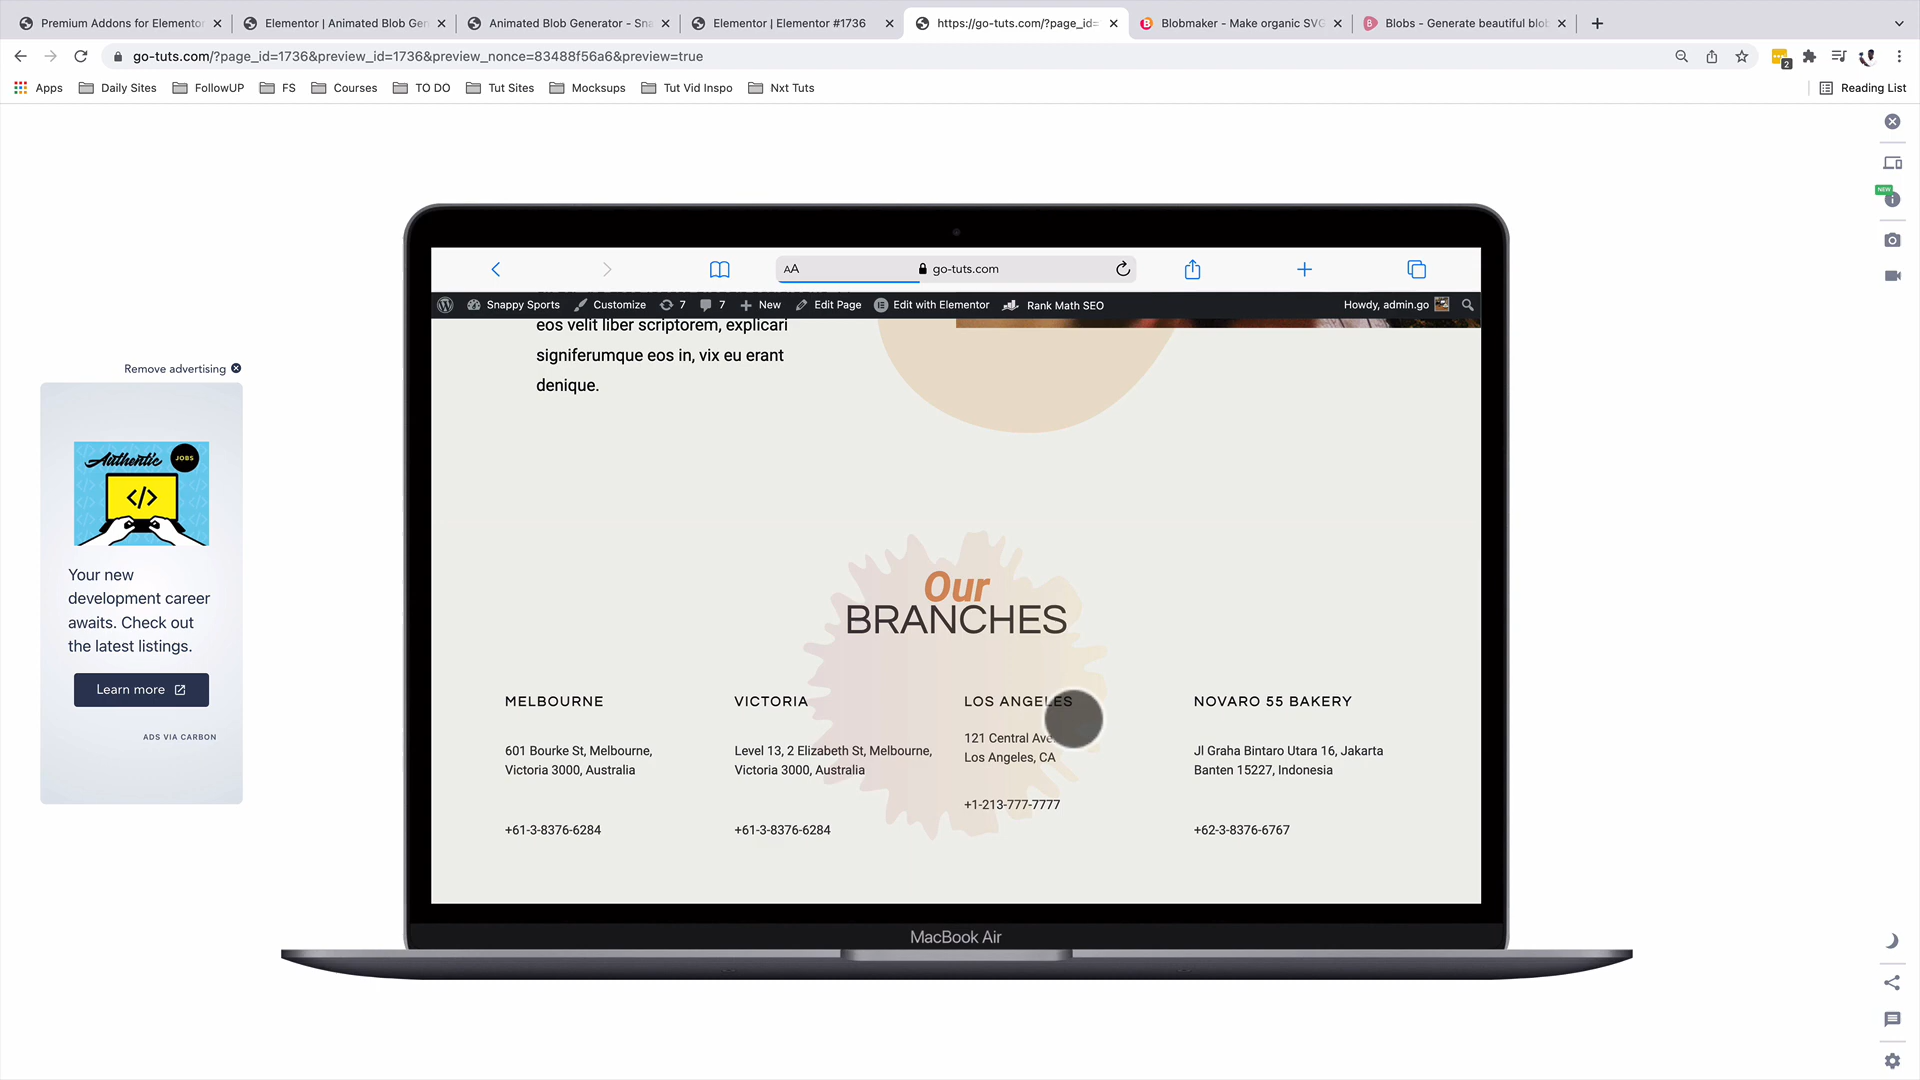 Premium Addons for Elementor
Elementor | Animated Blob Gen
Animated Blob Generator - Sna
Elementor | Elementor #1736
https://go-tuts.com/?page_id=
Blobmaker - Make organic SVG
Blobs - Generate beautiful blob
go-tuts.com/?page_id=1736&preview_id=1736&preview_nonce=83488f56a6&preview=true
2
Apps
Daily Sites
FollowUP
FS
Courses
TO DO
Tut Sites
Mocksups
Tut Vid Inspo
Nxt Tuts
Reading List
NEW
AA
go-tuts.com
Snappy Sports
Customize
7
7
New
Edit Page
Edit with Elementor
Rank Math SEO
Howdy, admin.go
eos velit liber scriptorem, explicari
signiferumque eos in, vix eu erant
denique.
Remove advertising
Authentic
JOBS
</>
Your new
development career
awaits. Check out
the latest listings.
Learn more
ADS VIA CARBON
Our
BRANCHES
MELBOURNE
601 Bourke St, Melbourne,
Victoria 3000, Australia
+61-3-8376-6284
VICTORIA
Level 13, 2 Elizabeth St, Melbourne,
Victoria 3000, Australia
+61-3-8376-6284
LOS ANGELES
121 Central Ave
Los Angeles, CA
+1-213-777-7777
NOVARO 55 BAKERY
Jl Graha Bintaro Utara 16, Jakarta
Banten 15227, Indonesia
+62-3-8376-6767
MacBook Air